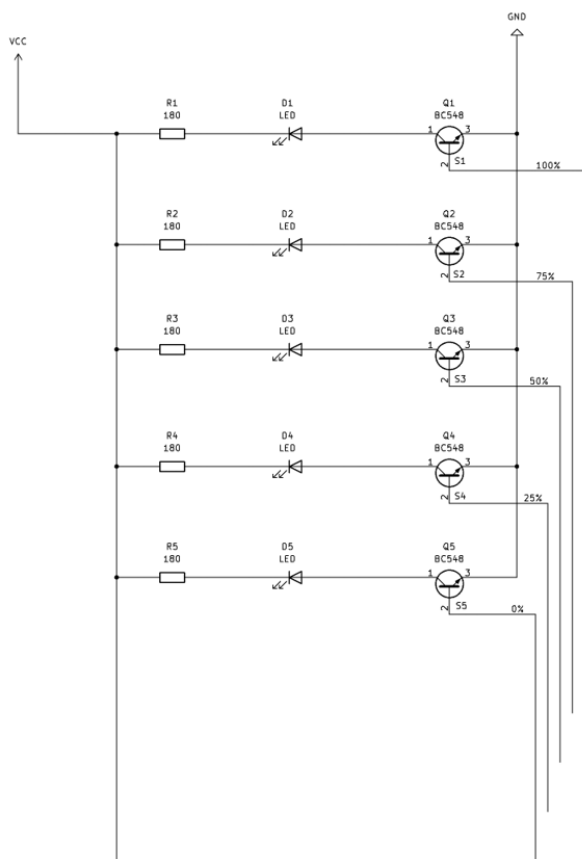 GND
VCC
R1
180
D1
LED
Q1
BC548
1
3
2
S1
100%
R2
180
D2
LED
Q2
BC548
1
3
2
S2
75%
R3
180
D3
LED
Q3
BC548
1
3
2
S3
50%
R4
180
D4
LED
Q4
BC548
1
3
2
S4
25%
R5
180
D5
LED
Q5
BC548
1
3
2
S5
0%